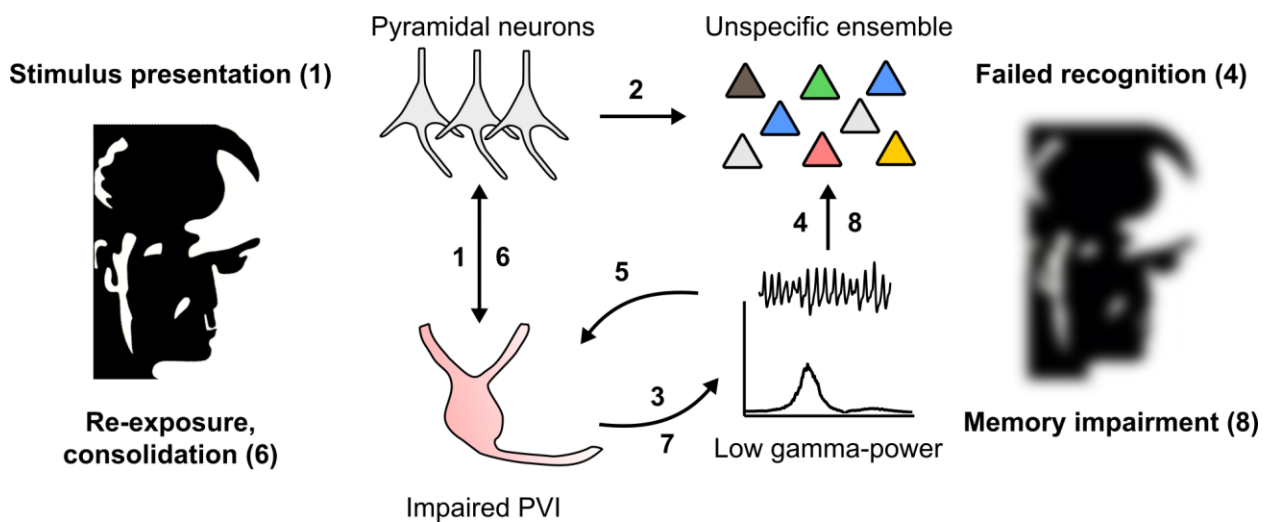 Pyramidal neurons
Unspecific ensemble
Stimulus presentation (1)
2
Failed recognition (4)
1 6
5
4 8
3
7
Re-exposure,
consolidation (6)
Low gamma-power
Memory impairment (8)
Impaired PVI